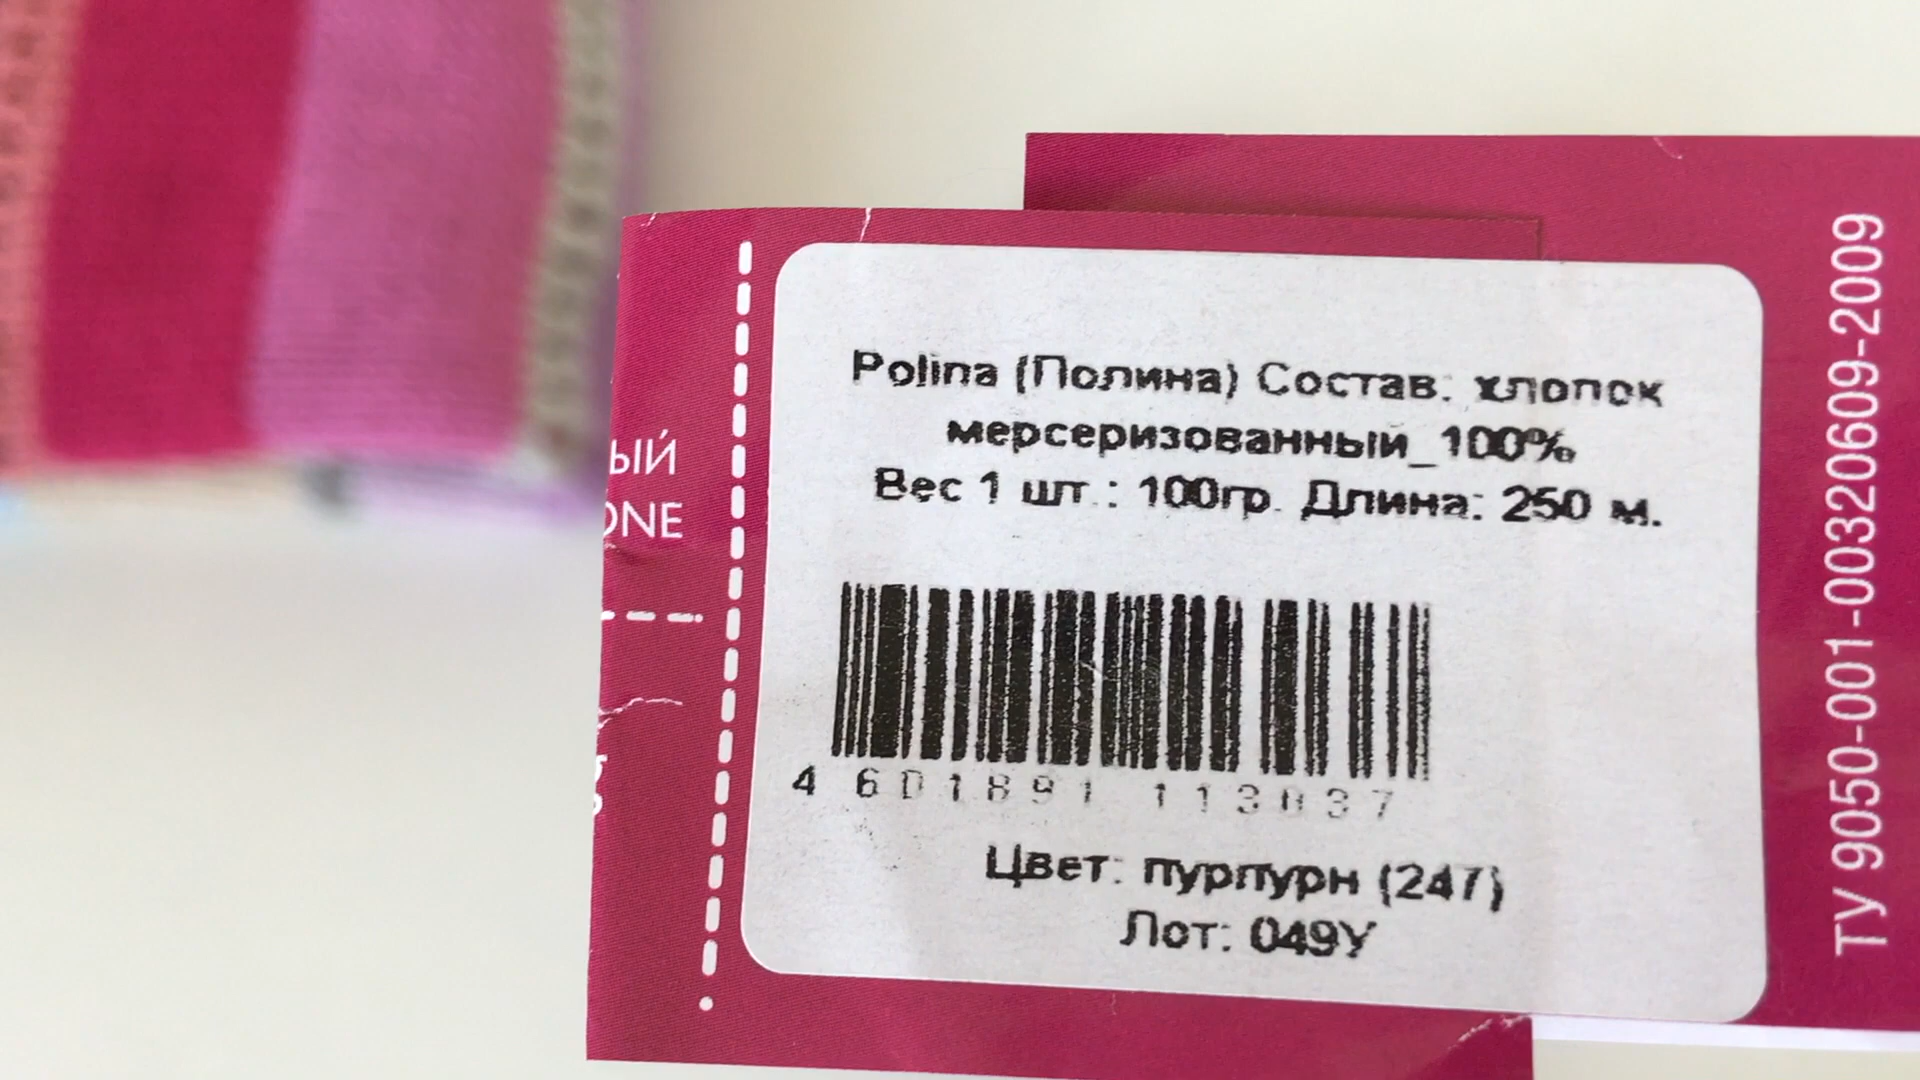 ЫЙ
ONE
Polina (Полина) Состав: хлопок
мерсеризованный_100%
Вес 1 шт.: 100гр. Длина: 250 м.
4 601891 113037
Цвет: пурпурн (247)
Лот: 049У
ТУ 9050-001-00320609-2009